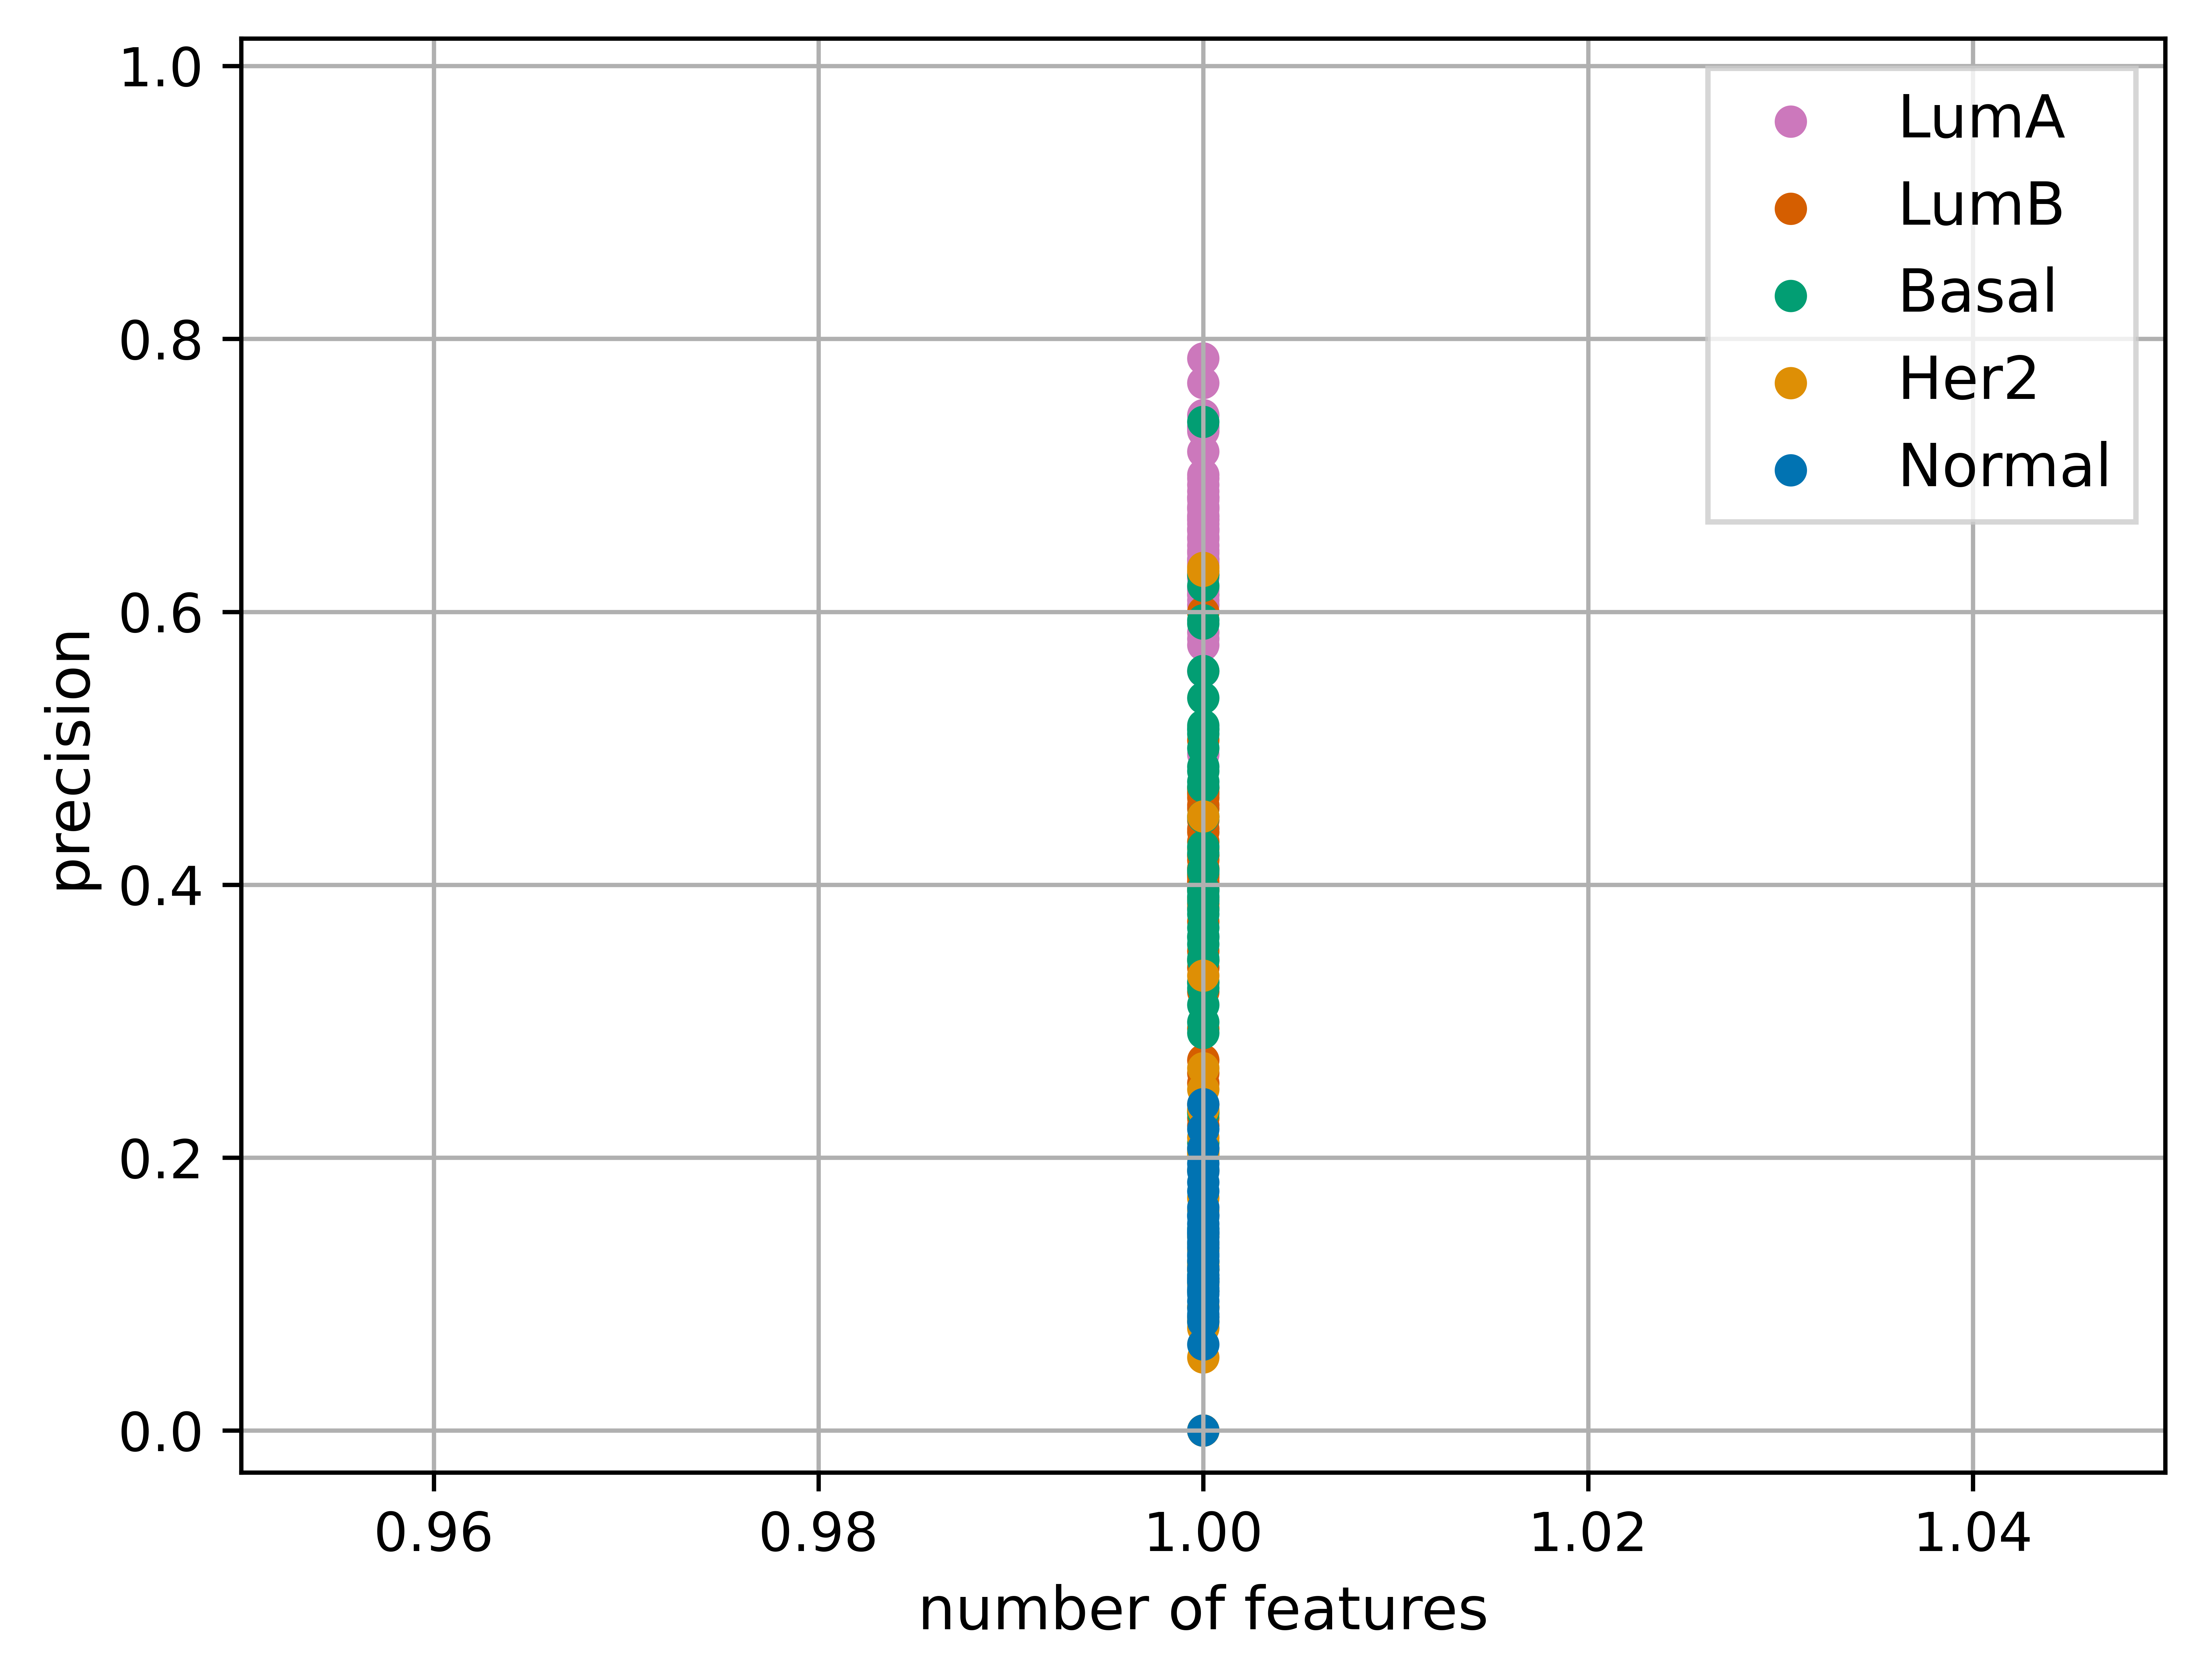 1.0
0.8
0.6
0.4
0.2
0.0
precision
LumA
LumB
Basal
Her2
Normal
0.96 0.98 1.00 1.02 1.04
number of features